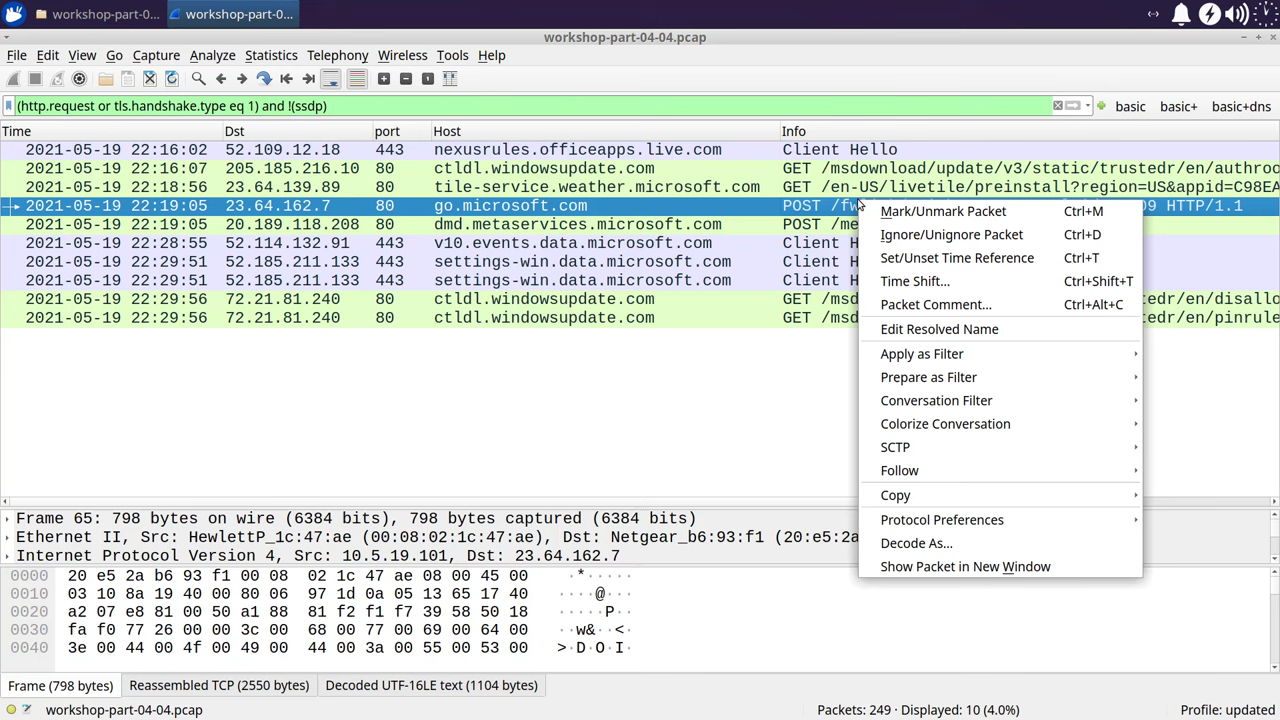 workshop-part-0...
workshop-part-0...
workshop-part-04-04.pcap
File Edit View Go Capture Analyze Statistics Telephony Wireless Tools Help
(http.request or tls.handshake.type eq 1) and !(ssdp) basic basic+ basic+dns
Time Dst port Host Info
2021-05-19 22:16:02 52.109.12.18 443 nexusrules.officeapps.live.com Client Hello
2021-05-19 22:16:07 205.185.216.10 80 ctldl.windowsupdate.com GET /msdownload/update/v3/static/trustedr/en/authroo
2021-05-19 22:18:56 23.64.139.89 80 tile-service.weather.microsoft.com GET /en-US/livetile/preinstall?region=US&appid=C98EA
2021-05-19 22:19:05 23.64.162.7 80 go.microsoft.com POST /fw 09 HTTP/1.1
2021-05-19 22:19:05 20.189.118.208 80 dmd.metaservices.microsoft.com POST /me
2021-05-19 22:28:55 52.114.132.91 443 v10.events.data.microsoft.com Client H
2021-05-19 22:29:51 52.185.211.133 443 settings-win.data.microsoft.com Client H
2021-05-19 22:29:51 52.185.211.133 443 settings-win.data.microsoft.com Client H
2021-05-19 22:29:56 72.21.81.240 80 ctldl.windowsupdate.com GET /msd tedr/en/disallo
2021-05-19 22:29:56 72.21.81.240 80 ctldl.windowsupdate.com GET /msd tedr/en/pinrule
Mark/Unmark Packet Ctrl+M
Ignore/Unignore Packet Ctrl+D
Set/Unset Time Reference Ctrl+T
Time Shift... Ctrl+Shift+T
Packet Comment... Ctrl+Alt+C
Edit Resolved Name
Apply as Filter
Prepare as Filter
Conversation Filter
Colorize Conversation
SCTP
Follow
Copy
Protocol Preferences
Decode As...
Show Packet in New Window
Frame 65: 798 bytes on wire (6384 bits), 798 bytes captured (6384 bits)
Ethernet II, Src: HewlettP_1c:47:ae (00:08:02:1c:47:ae), Dst: Netgear_b6:93:f1 (20:e5:2a
Internet Protocol Version 4, Src: 10.5.19.101, Dst: 23.64.162.7
0000 20 e5 2a b6 93 f1 00 08 02 1c 47 ae 08 00 45 00 ·*·····
0010 03 10 8a 19 40 00 80 06 97 1d 0a 05 13 65 17 40 ····@···
0020 a2 07 e8 81 00 50 a1 88 81 f2 f1 f7 39 58 50 18 ·····P··
0030 fa f0 77 26 00 00 3c 00 68 00 77 00 69 00 64 00 ··w&··<·
0040 3e 00 44 00 4f 00 49 00 44 00 3a 00 55 00 53 00 >·D·O·I·
Frame (798 bytes) Reassembled TCP (2550 bytes) Decoded UTF-16LE text (1104 bytes)
workshop-part-04-04.pcap Packets: 249 · Displayed: 10 (4.0%) Profile: updated